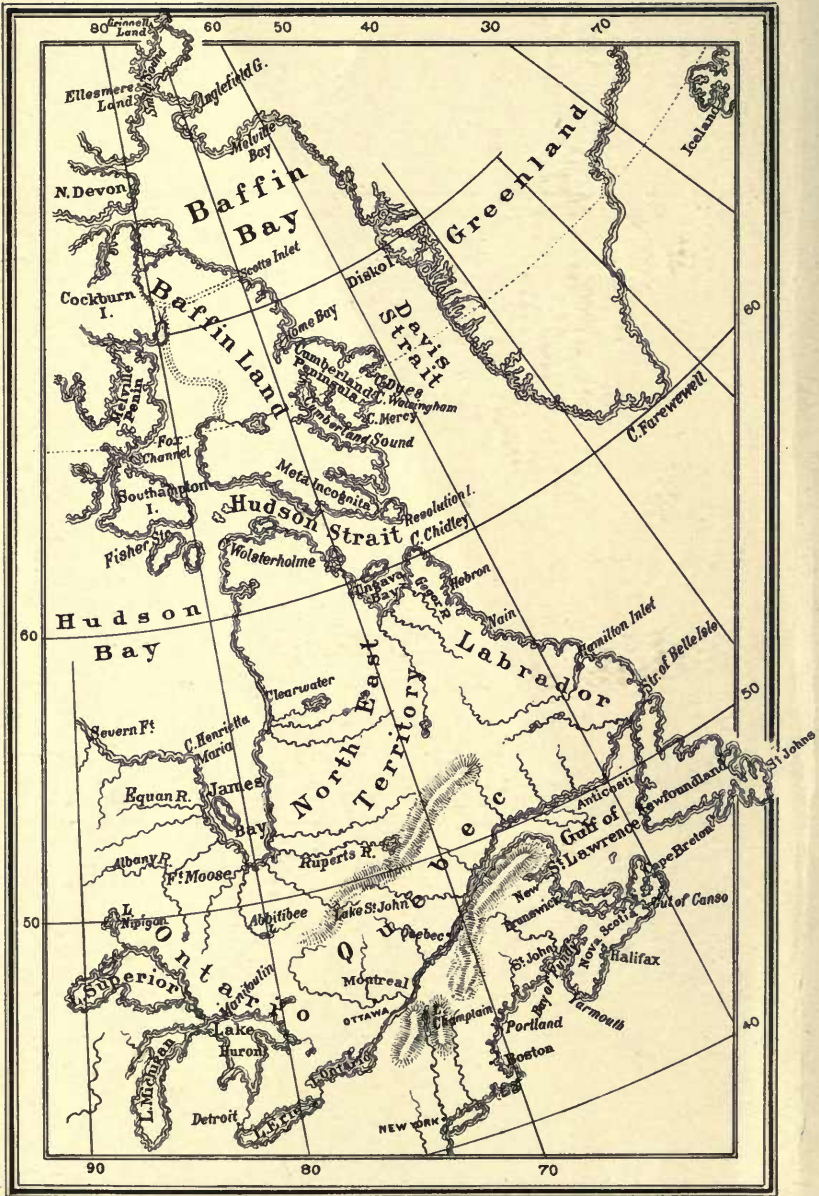 80
60
50
40
30
70
Grinnell
Land
Ellesmere
Land
Smith Sound
Inglefield G.
Melville
Bay
Iceland
N. Devon
Baffin
Bay
Greenland
Scotts Inlet
Disko I.
Cockburn
I.
Baffin Land
Davis
Strait
60
Home Bay
Cumberland
Peninsula
Dyer
C. Walsingham
C. Mercy
Cumberland Sound
Melville
Penin
Fox
Channel
C. Farewewell
Southampton
I.
Meta Incognita
Resolution I.
Hudson Strait
C. Chidley
Fisher Str.
Wolsterholme
Ungava
Bay
George R.
Hebron
60
Hudson
Bay
Nain
Hamilton Inlet
Labrador
Str. of Belle Isle
50
Clearwater
North East
Territory
Severn Ft.
C. Henrietta
Maria
St Johns
Equan R.
James
Bay
Anticosti
Newfoundland
Gulf of
St Lawrence
Albany R.
Ft. Moose
Ruperts R.
Cape Breton
New
Brunswick
Gut of Canso
50
L.
Nipigon
Abbitibee
Lake St. John
Quebec
Quebec
Nova Scotia
Halifax
St. John
Bay of Fundy
Yarmouth
Ontario
L. Superior
Manitoulin
Montreal
OTTAWA
L.
Champlain
Portland
40
Lake
Huron
Boston
L. Michigan
L. Ontario
Detroit
L. Erie
NEW YORK
90
80
70